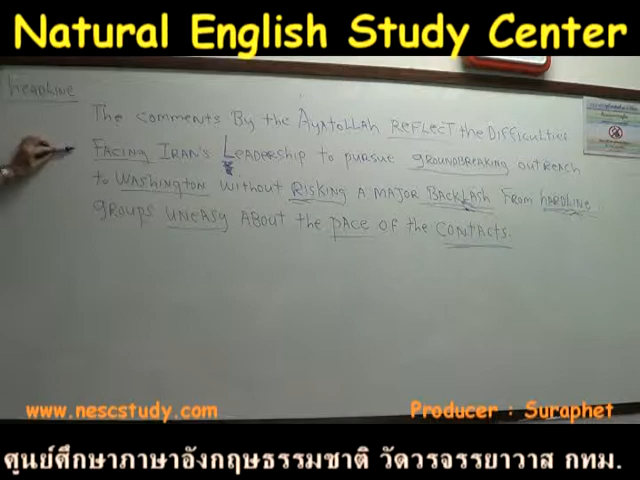 Natural English Study Center
headline
The comments By the AyatoLLAH REFLECT the Difficulties
FACING IRAN's Leadership to pursue GROUNDBREAKING outREACH
to WASHINGTON without RISKING A MAJOR BACKLASH From hARDLINE
GROUPS UNEASY ABOUT the PACE OF the CONTACTS.
www.nescstudy.com
Producer : Suraphet
ศูนย์ศึกษาภาษาอังกฤษธรรมชาติ วัดวรจรรยาวาส กทม.